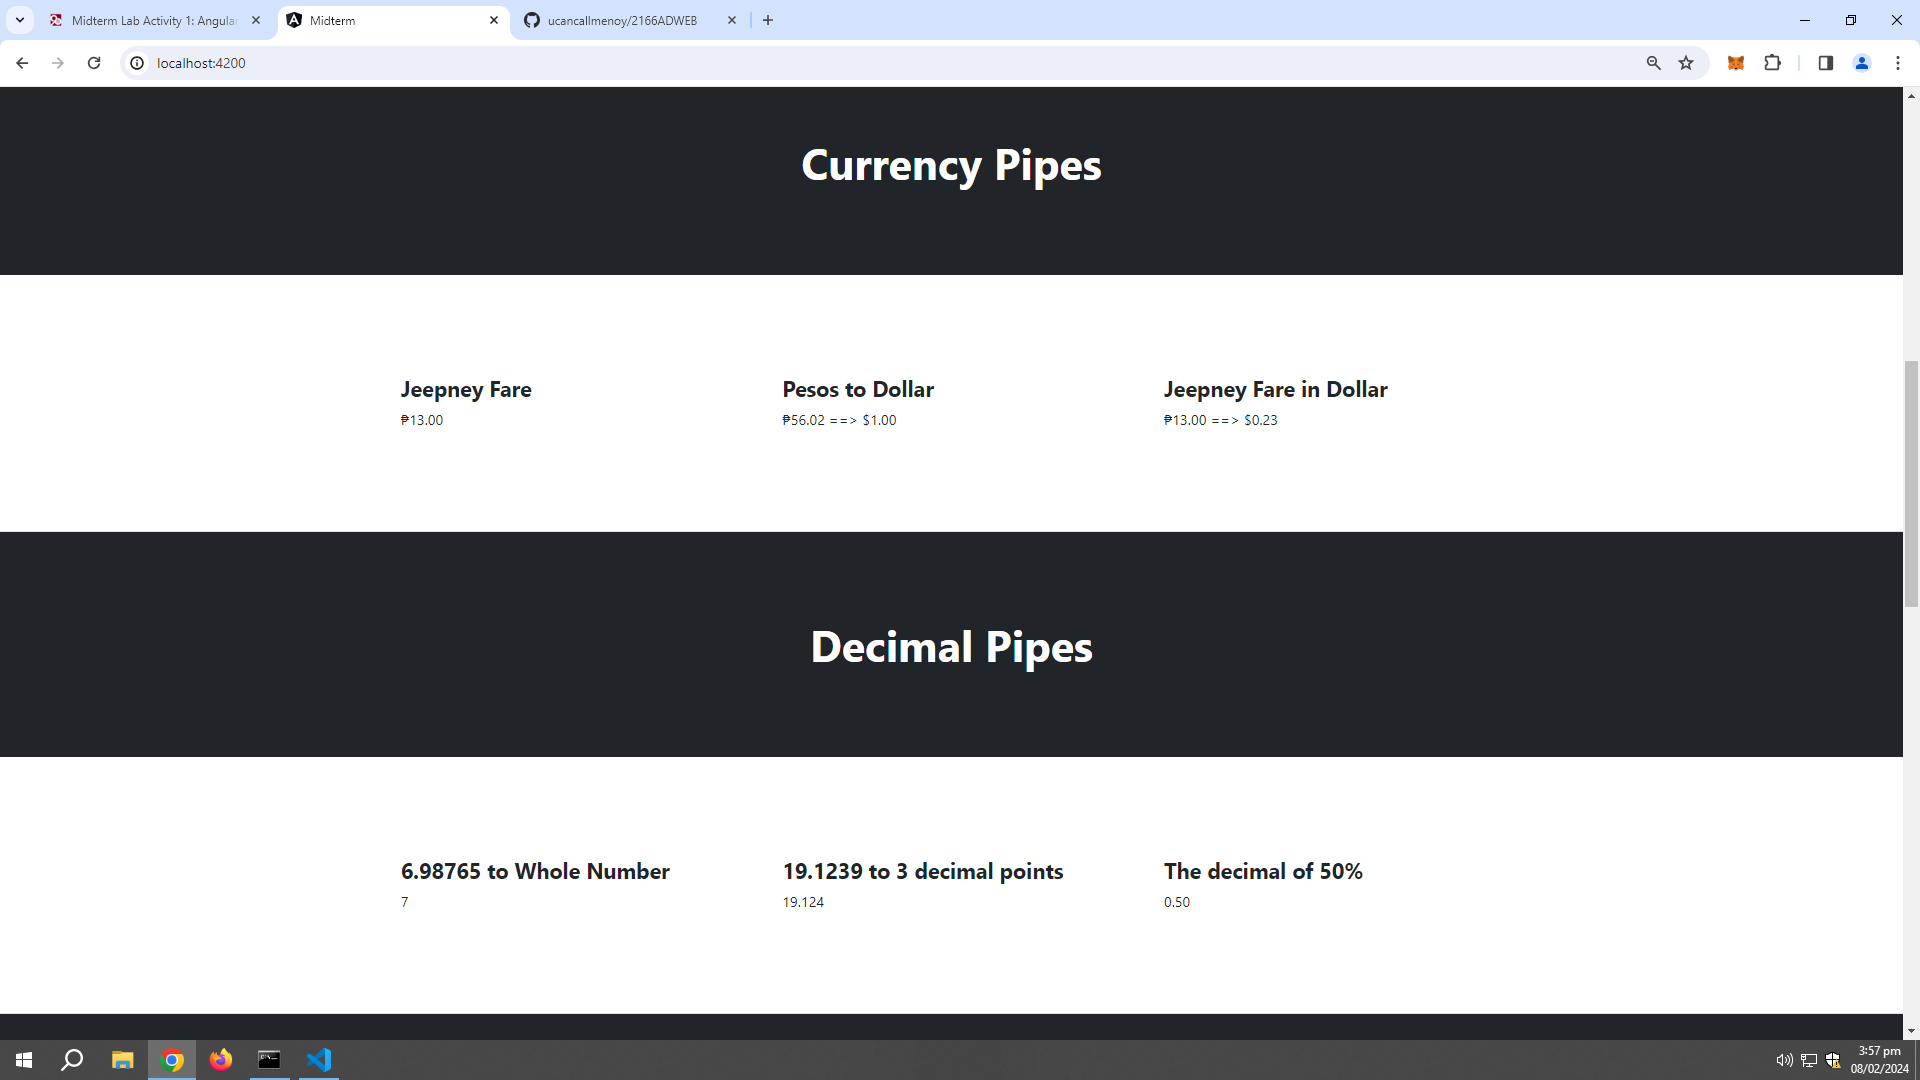 Midterm Lab Activity 1: Angular
Midterm
ucancallmenoy/2166ADWEB
localhost:4200
Currency Pipes
Jeepney Fare
₱13.00
Pesos to Dollar
₱56.02 ==> $1.00
Jeepney Fare in Dollar
₱13.00 ==> $0.23
Decimal Pipes
6.98765 to Whole Number
7
19.1239 to 3 decimal points
19.124
The decimal of 50%
0.50
3:57 pm
08/02/2024